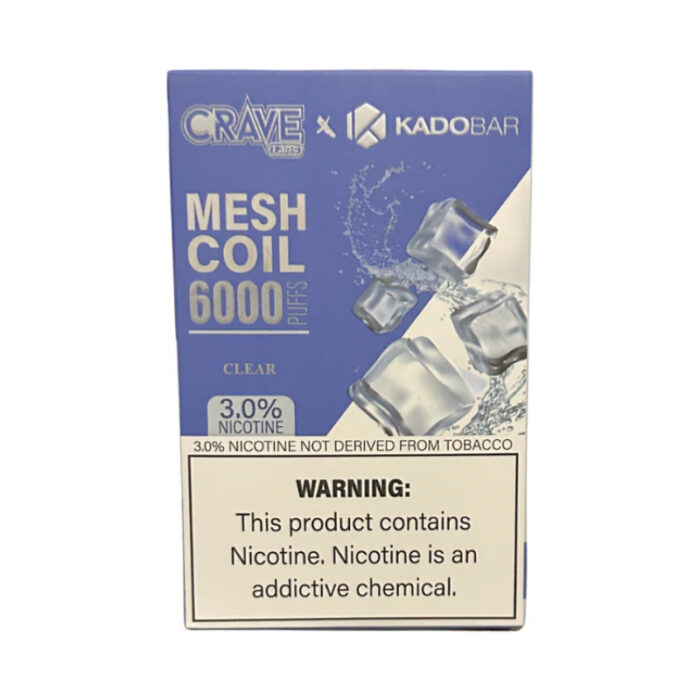 CRAVE x KADOBAR
LABS
MESH
COIL
6000 PUFFS
CLEAR
3.0%
NICOTINE
3.0% NICOTINE NOT DERIVED FROM TOBACCO
WARNING:
This product contains
Nicotine. Nicotine is an
addictive chemical.